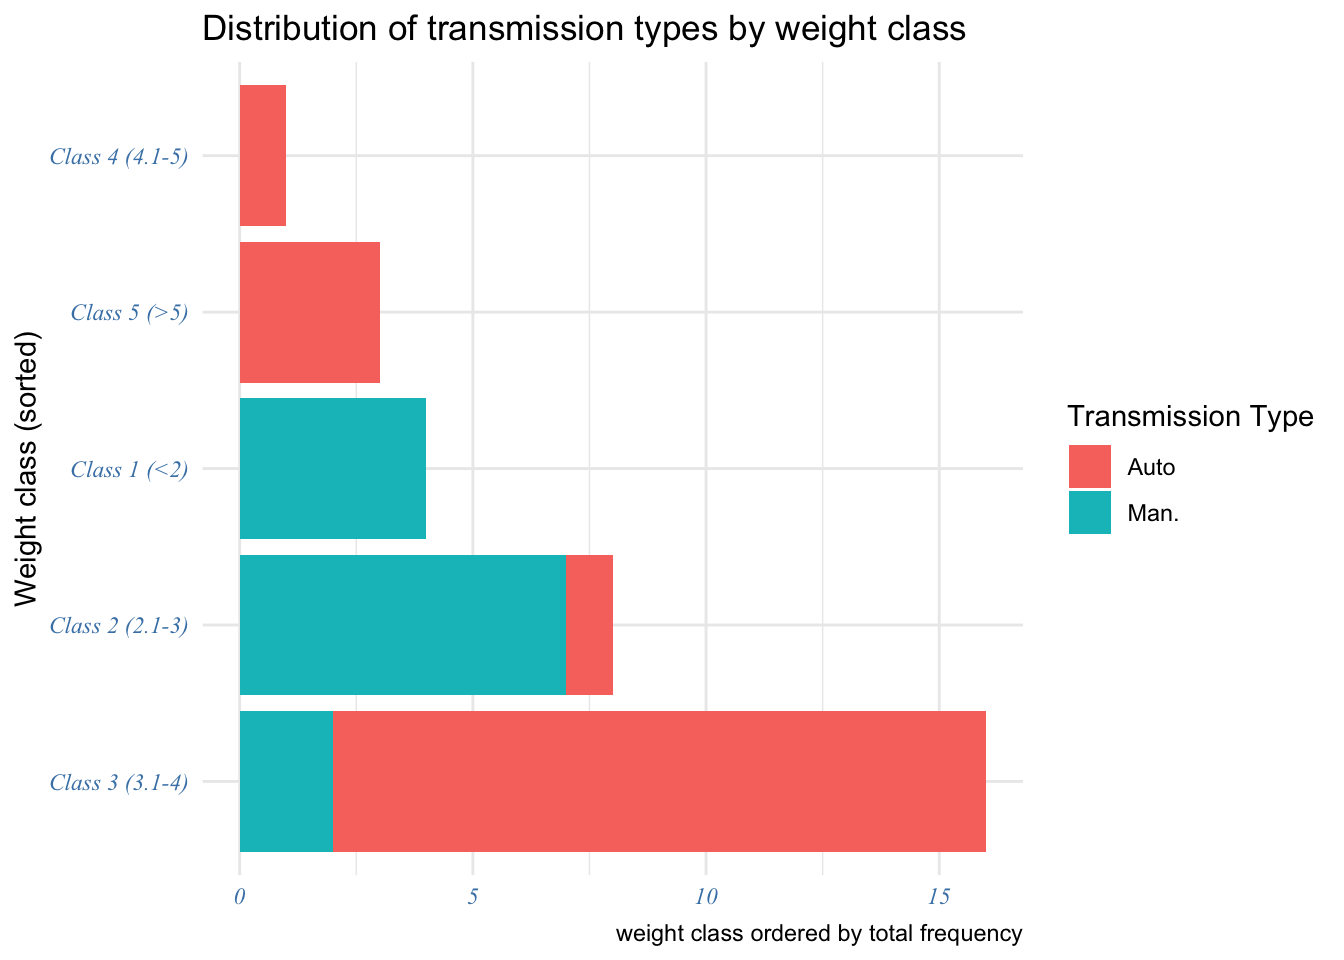 Distribution of transmission types by weight class
Weight class (sorted)
Class 4 (4.1-5)
Class 5 (>5)
Class 1 (<2)
Class 2 (2.1-3)
Class 3 (3.1-4)
0 5 10 15
weight class ordered by total frequency
Transmission Type
Auto
Man.